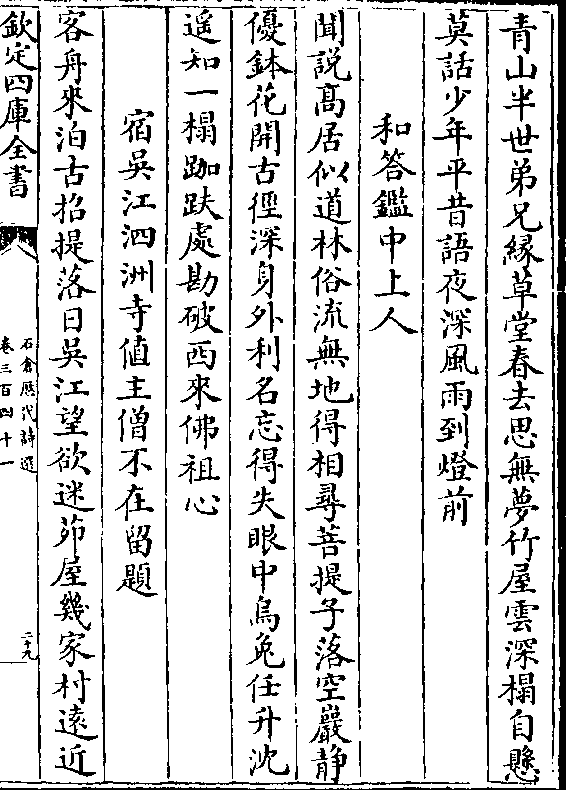 青山半世弟兄緣草堂春去思無夢竹屋雲深榻自懸
莫話少年平昔語夜深風雨到燈前
和答鑑中上人
聞說髙居似道林俗流無地得相尋菩提子落空巖静
優鉢花開古徑深身外利名忘得失眼中烏兔任升沈
遥知一榻跏趺處勘破西來佛祖心
宿吳江泗洲寺值主僧不在留題
客舟來泊古招提落日吳江望欲迷茆屋幾家村逺近
欽定四庫全書
石倉歴代詩選
卷三百四十一
二十九